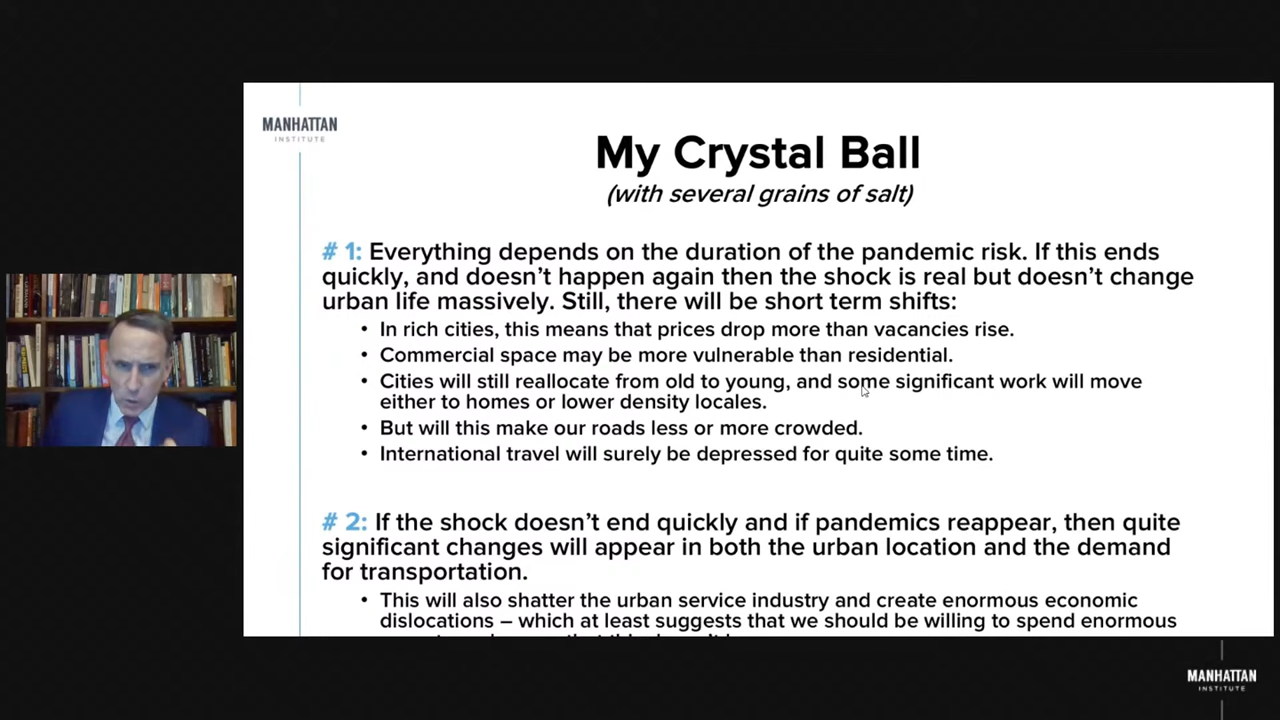 MANHATTAN
INSTITUTE
My Crystal Ball
(with several grains of salt)
# 1: Everything depends on the duration of the pandemic risk. If this ends
quickly, and doesn’t happen again then the shock is real but doesn’t change
urban life massively. Still, there will be short term shifts:
• In rich cities, this means that prices drop more than vacancies rise.
• Commercial space may be more vulnerable than residential.
• Cities will still reallocate from old to young, and some significant work will move
either to homes or lower density locales.
• But will this make our roads less or more crowded.
• International travel will surely be depressed for quite some time.
# 2: If the shock doesn’t end quickly and if pandemics reappear, then quite
significant changes will appear in both the urban location and the demand
for transportation.
• This will also shatter the urban service industry and create enormous economic
dislocations – which at least suggests that we should be willing to spend enormous
MANHATTAN
INSTITUTE